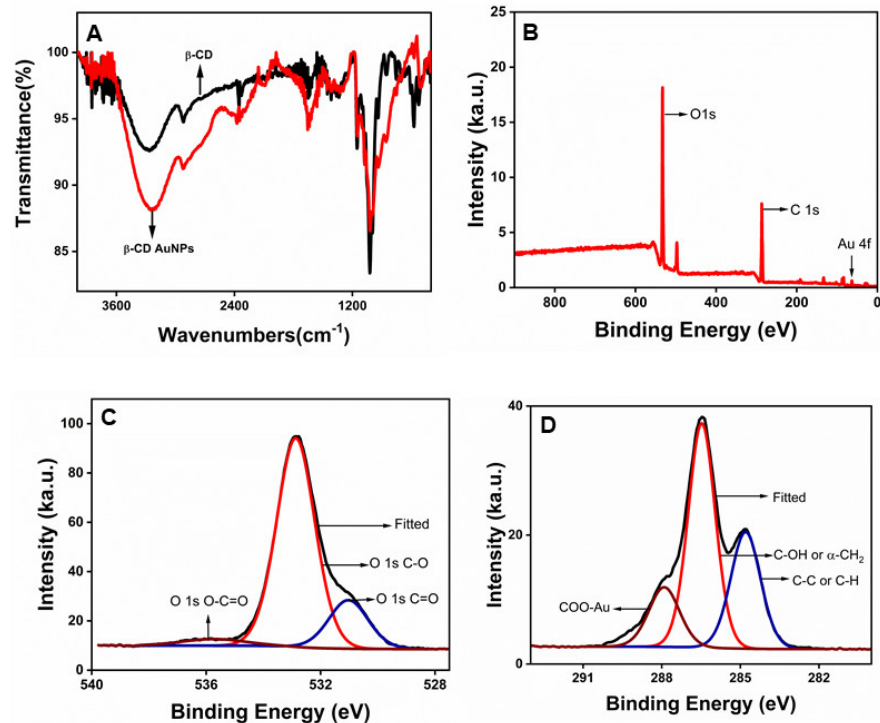 A
β-CD
β-CD AuNPs
100
95
90
85
Transmittance(%)
3600 2400 1200
Wavenumbers(cm⁻¹)
B
O1s
C 1s
Au 4f
25
20
15
10
5
0
Intensity (ka.u.)
800 600 400 200 0
Binding Energy (eV)
C
Fitted
O 1s C-O
O 1s O-C=O
O 1s C=O
100
80
60
40
20
0
Intensity (ka.u.)
540 536 532 528
Binding Energy (eV)
D
Fitted
C-OH or α-CH₂
C-C or C-H
COO-Au
40
20
0
Intensity (ka.u.)
291 288 285 282
Binding Energy (eV)